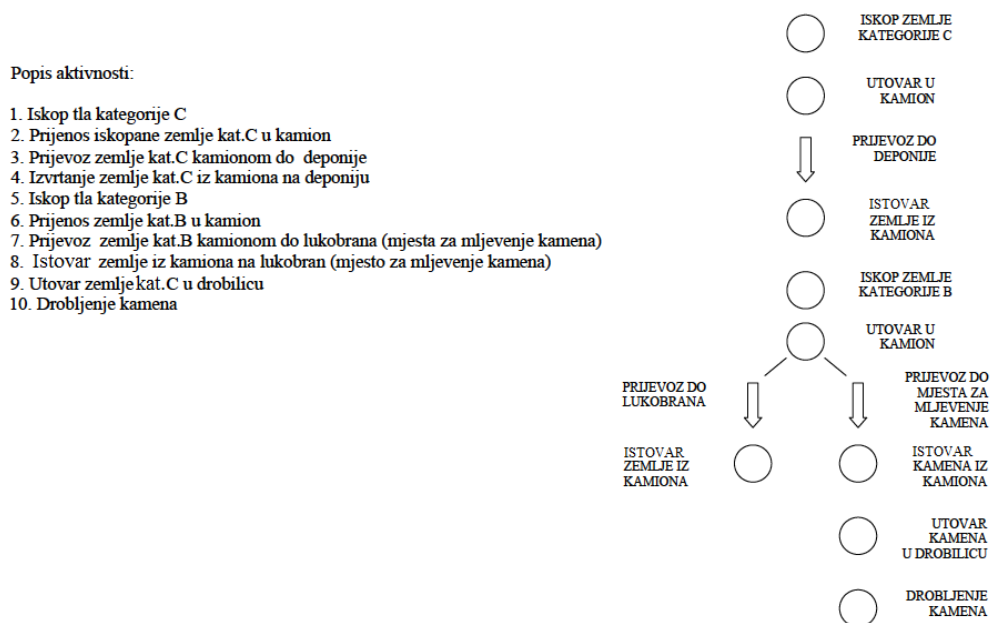 Popis aktivnosti:
1. Iskop tla kategorije C
2. Prijenos iskopane zemlje kat.C u kamion
3. Prijevoz zemlje kat.C kamionom do deponije
4. Izvrtanje zemlje kat.C iz kamiona na deponiju
5. Iskop tla kategorije B
6. Prijenos zemlje kat.B u kamion
7. Prijevoz zemlje kat.B kamionom do lukobrana (mjesta za mljevenje kamena)
8. Istovar zemlje iz kamiona na lukobran (mjesto za mljevenje kamena)
9. Utovar zemlje kat.C u drobilicu
10. Drobljenje kamena
ISKOP ZEMLJE
KATEGORIJE C
UTOVAR U
KAMION
PRIJEVOZ DO
DEPONIJE
ISTOVAR
ZEMLJE IZ
KAMIONA
ISKOP ZEMLJE
KATEGORIJE B
UTOVAR U
KAMION
PRIJEVOZ DO
LUKOBRANA
PRIJEVOZ DO
MJESTA ZA
MLJEVENJE
KAMENA
ISTOVAR
ZEMLJE IZ
KAMIONA
ISTOVAR
KAMENA IZ
KAMIONA
UTOVAR
KAMENA
U DROBILICU
DROBLJENJE
KAMENA